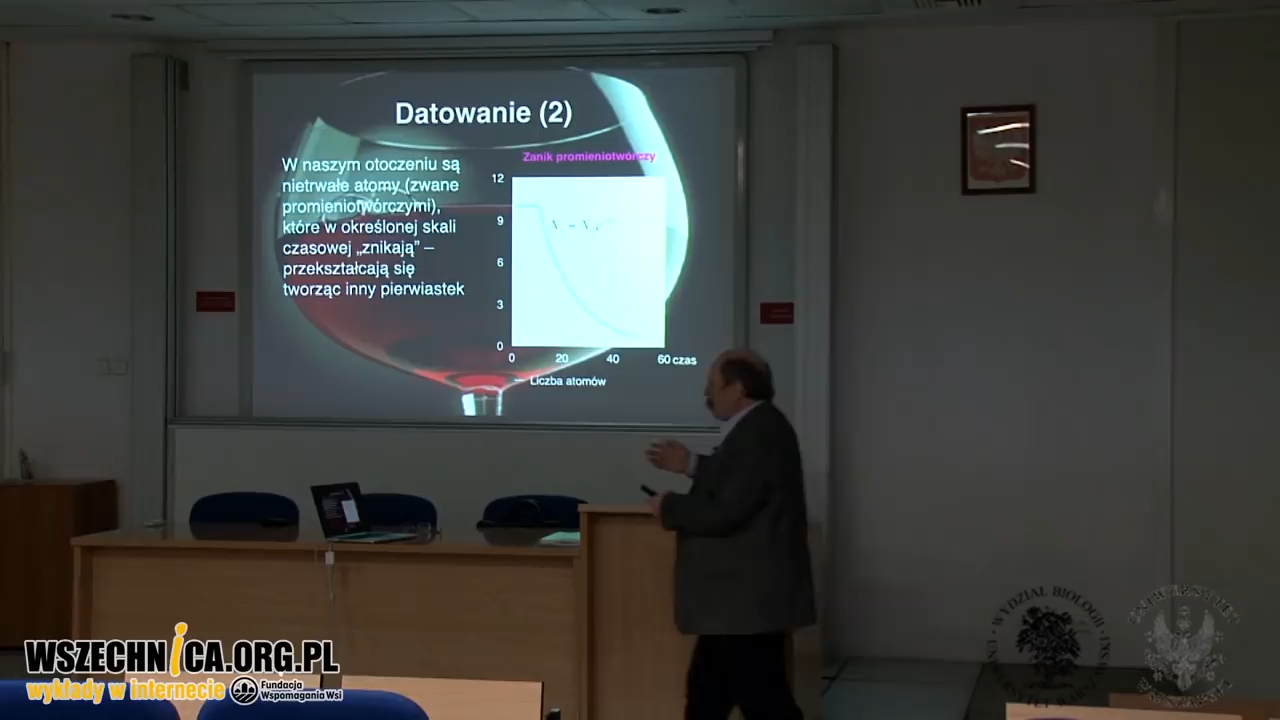 Datowanie (2)
W naszym otoczeniu są
nietrwałe atomy (zwane
promieniotwórczymi),
które w określonej skali
czasowej „znikają” –
przekształcają się
tworząc inny pierwiastek
Zanik promieniotwórczy
12
9
6
3
0
0 20 40 60 czas
Liczba atomów
WSZECHNICA.ORG.PL
wykłady w internecie
Fundacja
Wspomagania Wsi
WYDZIAŁ BIOLOGII